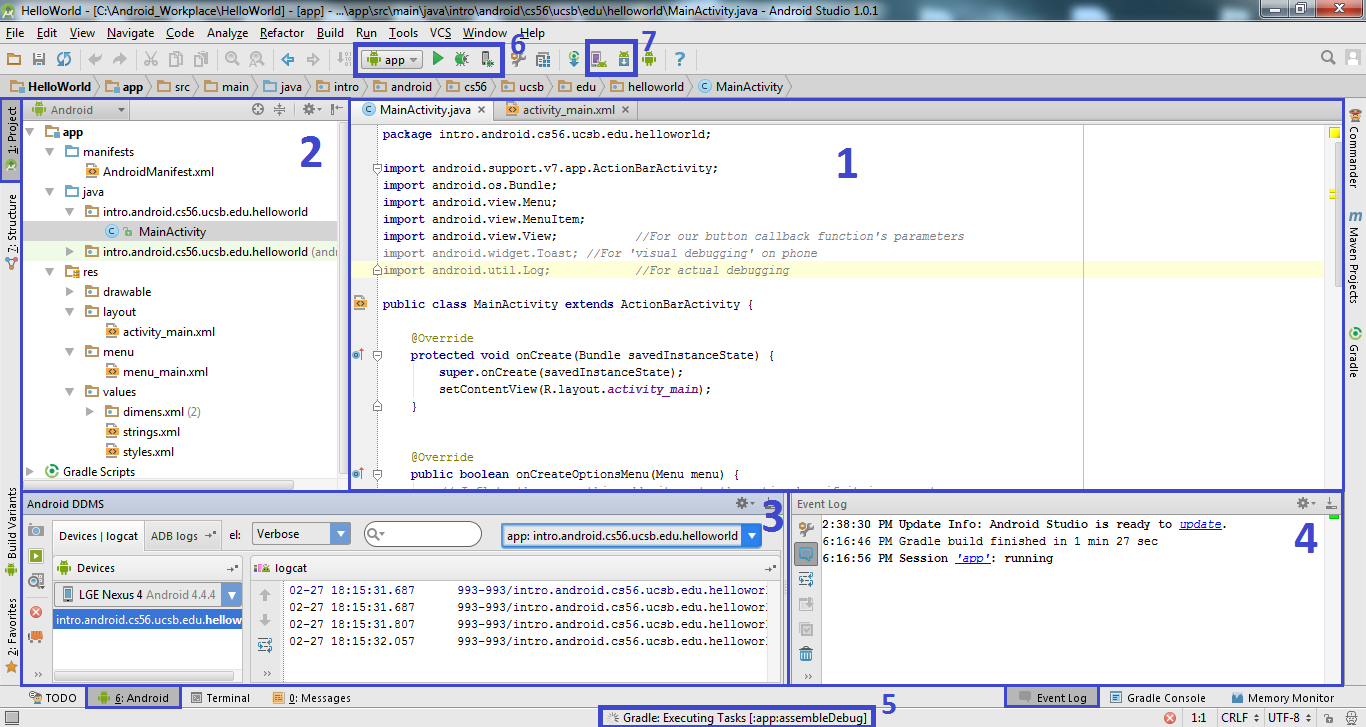 HelloWorld - [C:\Android_Workplace\HelloWorld] - [app] - ...\app\src\main\java\intro\android\cs56\ucsb\edu\helloworld\MainActivity.java - Android Studio 1.0.1
File Edit View Navigate Code Analyze Refactor Build Run Tools VCS Window Help
app 6 7
HelloWorld app src main java intro android cs56 ucsb edu helloworld MainActivity
1: Project
2: Structure
Build Variants
2: Favorites
Android
2
app
manifests
AndroidManifest.xml
java
intro.android.cs56.ucsb.edu.helloworld
MainActivity
intro.android.cs56.ucsb.edu.helloworld (andr
res
drawable
layout
activity_main.xml
menu
menu_main.xml
values
dimens.xml (2)
strings.xml
styles.xml
Gradle Scripts
MainActivity.java activity_main.xml
1
package intro.android.cs56.ucsb.edu.helloworld;
import android.support.v7.app.ActionBarActivity;
import android.os.Bundle;
import android.view.Menu;
import android.view.MenuItem;
import android.view.View; //For our button callback function's parameters
import android.widget.Toast; //For 'visual debugging' on phone
import android.util.Log; //For actual debugging
public class MainActivity extends ActionBarActivity {
@Override
protected void onCreate(Bundle savedInstanceState) {
super.onCreate(savedInstanceState);
setContentView(R.layout.activity_main);
}
@Override
public boolean onCreateOptionsMenu(Menu menu) {
Commander
m Maven Projects
Gradle
Android DDMS
3
Devices | logcat ADB logs el: Verbose app: intro.android.cs56.ucsb.edu.helloworld
Devices
LGE Nexus 4 Android 4.4.4
intro.android.cs56.ucsb.edu.hellow
logcat
02-27 18:15:31.687 993-993/intro.android.cs56.ucsb.edu.hellowor
02-27 18:15:31.687 993-993/intro.android.cs56.ucsb.edu.hellowor
02-27 18:15:31.807 993-993/intro.android.cs56.ucsb.edu.hellowor
02-27 18:15:32.057 993-993/intro.android.cs56.ucsb.edu.hellowor
Event Log
4
2:38:30 PM Update Info: Android Studio is ready to update.
6:16:46 PM Gradle build finished in 1 min 27 sec
6:16:56 PM Session 'app': running
TODO 6: Android Terminal 0: Messages Event Log Gradle Console Memory Monitor
Gradle: Executing Tasks [:app:assembleDebug] 5 1:1 CRLF UTF-8